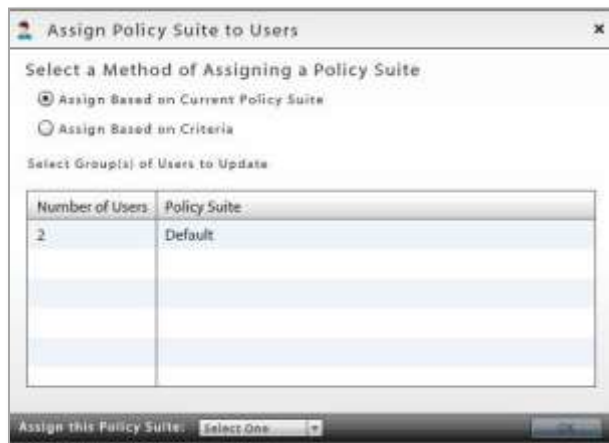 Assign Policy Suite to Users
Select a Method of Assigning a Policy Suite
Assign Based on Current Policy Suite
Assign Based on Criteria
Select Group(s) of Users to Update
Number of Users Policy Suite
2 Default
Assign this Policy Suite: Select One OK